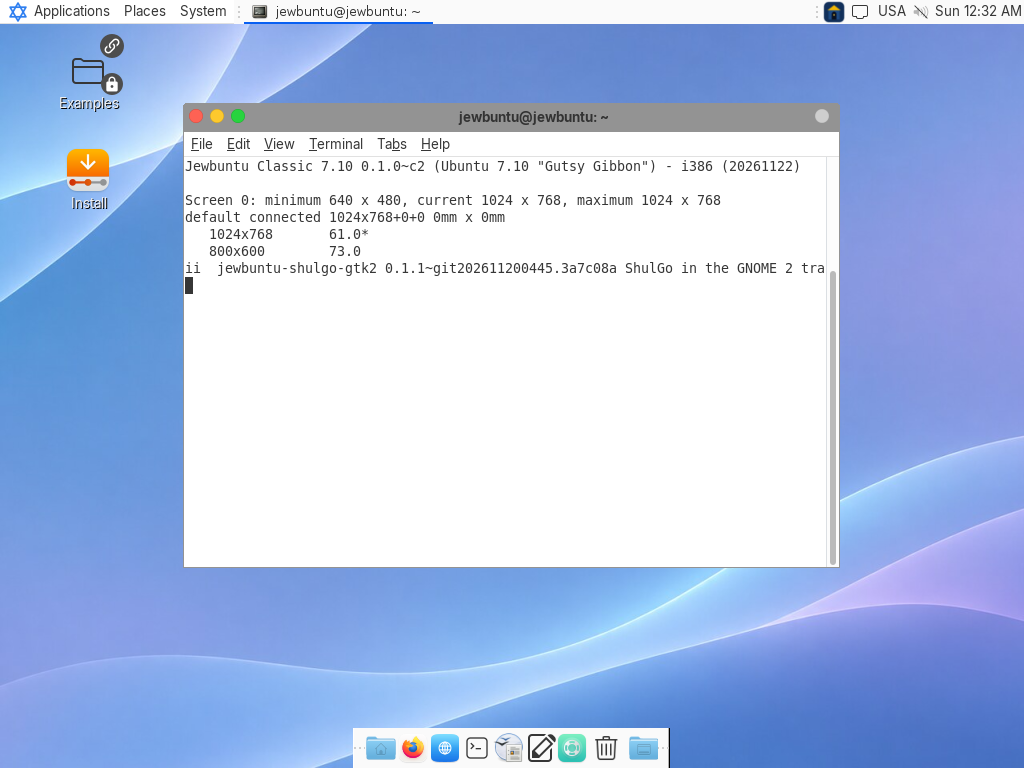 Applications Places System jewbuntu@jewbuntu: ~ USA Sun 12:32 AM
Examples
Install
jewbuntu@jewbuntu: ~
File Edit View Terminal Tabs Help
Jewbuntu Classic 7.10 0.1.0~c2 (Ubuntu 7.10 "Gutsy Gibbon") - i386 (20261122)
Screen 0: minimum 640 x 480, current 1024 x 768, maximum 1024 x 768
default connected 1024x768+0+0 0mm x 0mm
1024x768 61.0*
800x600 73.0
ii jewbuntu-shulgo-gtk2 0.1.1~git202611200445.3a7c08a ShulGo in the GNOME 2 tra